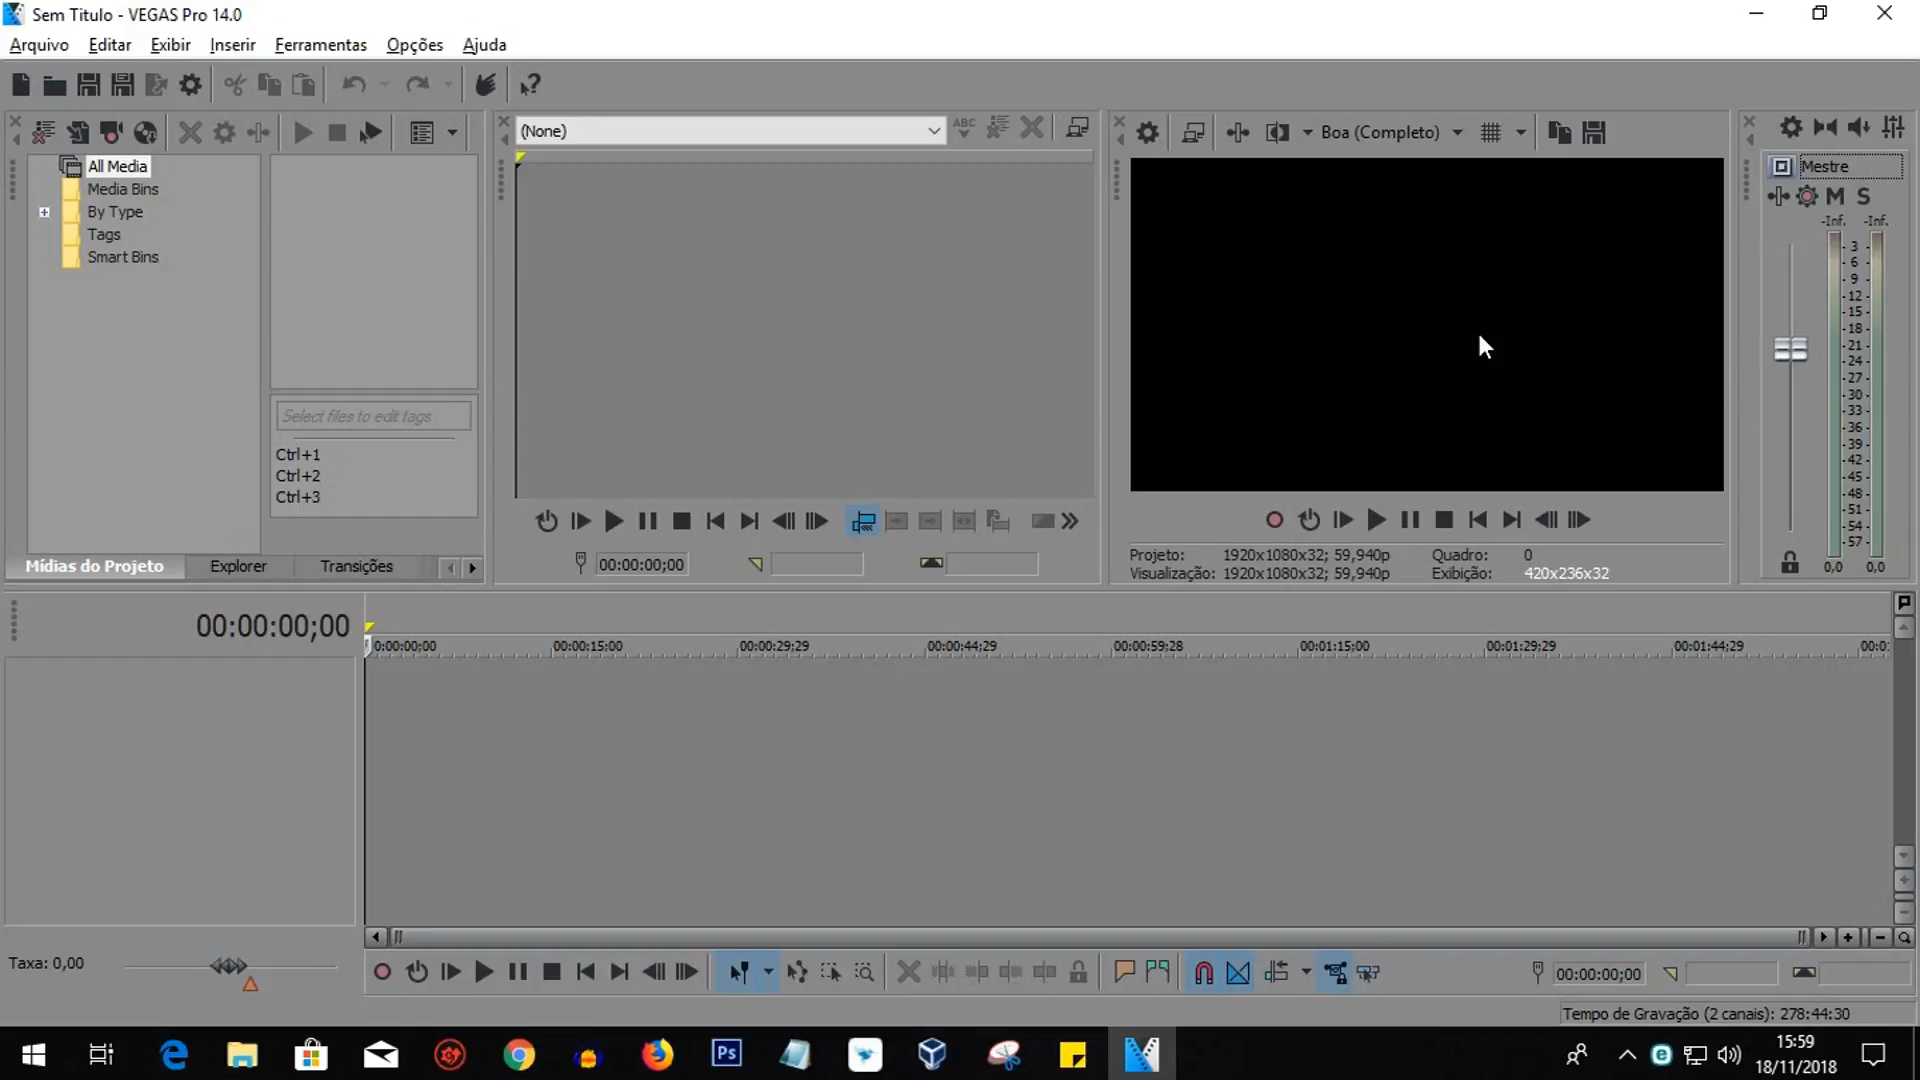 Sem Titulo - VEGAS Pro 14.0
Arquivo Editar Exibir Inserir Ferramentas Opções Ajuda
(None)
ABC
Boa (Completo)
All Media
Media Bins
By Type
Tags
Smart Bins
Select files to edit tags
Ctrl+1
Ctrl+2
Ctrl+3
Mestre
M S
-Inf. -Inf.
3
6
9
12
15
18
21
24
27
30
33
36
39
42
45
48
51
54
57
0,0 0,0
Mídias do Projeto Explorer Transições
00:00:00;00
Projeto: 1920x1080x32; 59,940p Quadro: 0
Visualização: 1920x1080x32; 59,940p Exibição: 420x236x32
00:00:00;00
0:00:00;00 00:00:15;00 00:00:29;29 00:00:44;29 00:00:59;28 00:01:15;00 00:01:29;29 00:01:44;29 00:0
Taxa: 0,00
00:00:00;00
Tempo de Gravação (2 canais): 278:44:30
Ps
15:59
18/11/2018